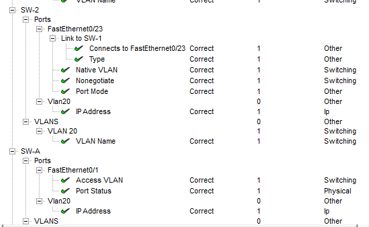 VLAN Name Correct 1 Switching
SW-2
Ports
FastEthernet0/23
Link to SW-1
Connects to FastEthernet0/23 Correct 1 Other
Type Correct 1 Other
Native VLAN Correct 1 Switching
Nonegotiate Correct 1 Switching
Port Mode Correct 1 Other
Vlan20 0 Other
IP Address Correct 1 Ip
VLANS 0 Other
VLAN 20 1 Switching
VLAN Name Correct 1 Switching
SW-A
Ports
FastEthernet0/1
Access VLAN Correct 1 Switching
Port Status Correct 1 Physical
Vlan20 0 Other
IP Address Correct 1 Ip
VLANS 0 Other